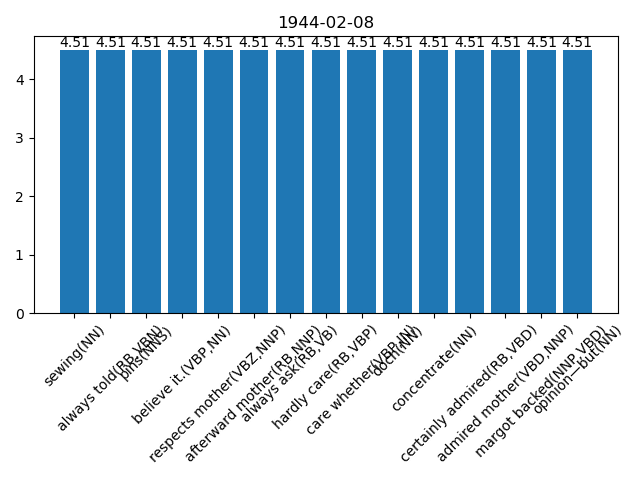 1944-02-08
4.51 4.51 4.51 4.51 4.51 4.51 4.51 4.51 4.51 4.51 4.51 4.51 4.51 4.51 4.51
4
3
2
1
0
sewing(NN)
always told(RB,VBN)
pins(NNS)
believe it.(VBP,NN)
respects mother(VBZ,NNP)
afterward mother(RB,NNP)
always ask(RB,VB)
hardly care(RB,VBP)
care whether(VBP,IN)
doch(NN)
concentrate(NN)
certainly admired(RB,VBD)
admired mother(VBD,NNP)
margot backed(NNP,VBD)
opinion—but(NN)